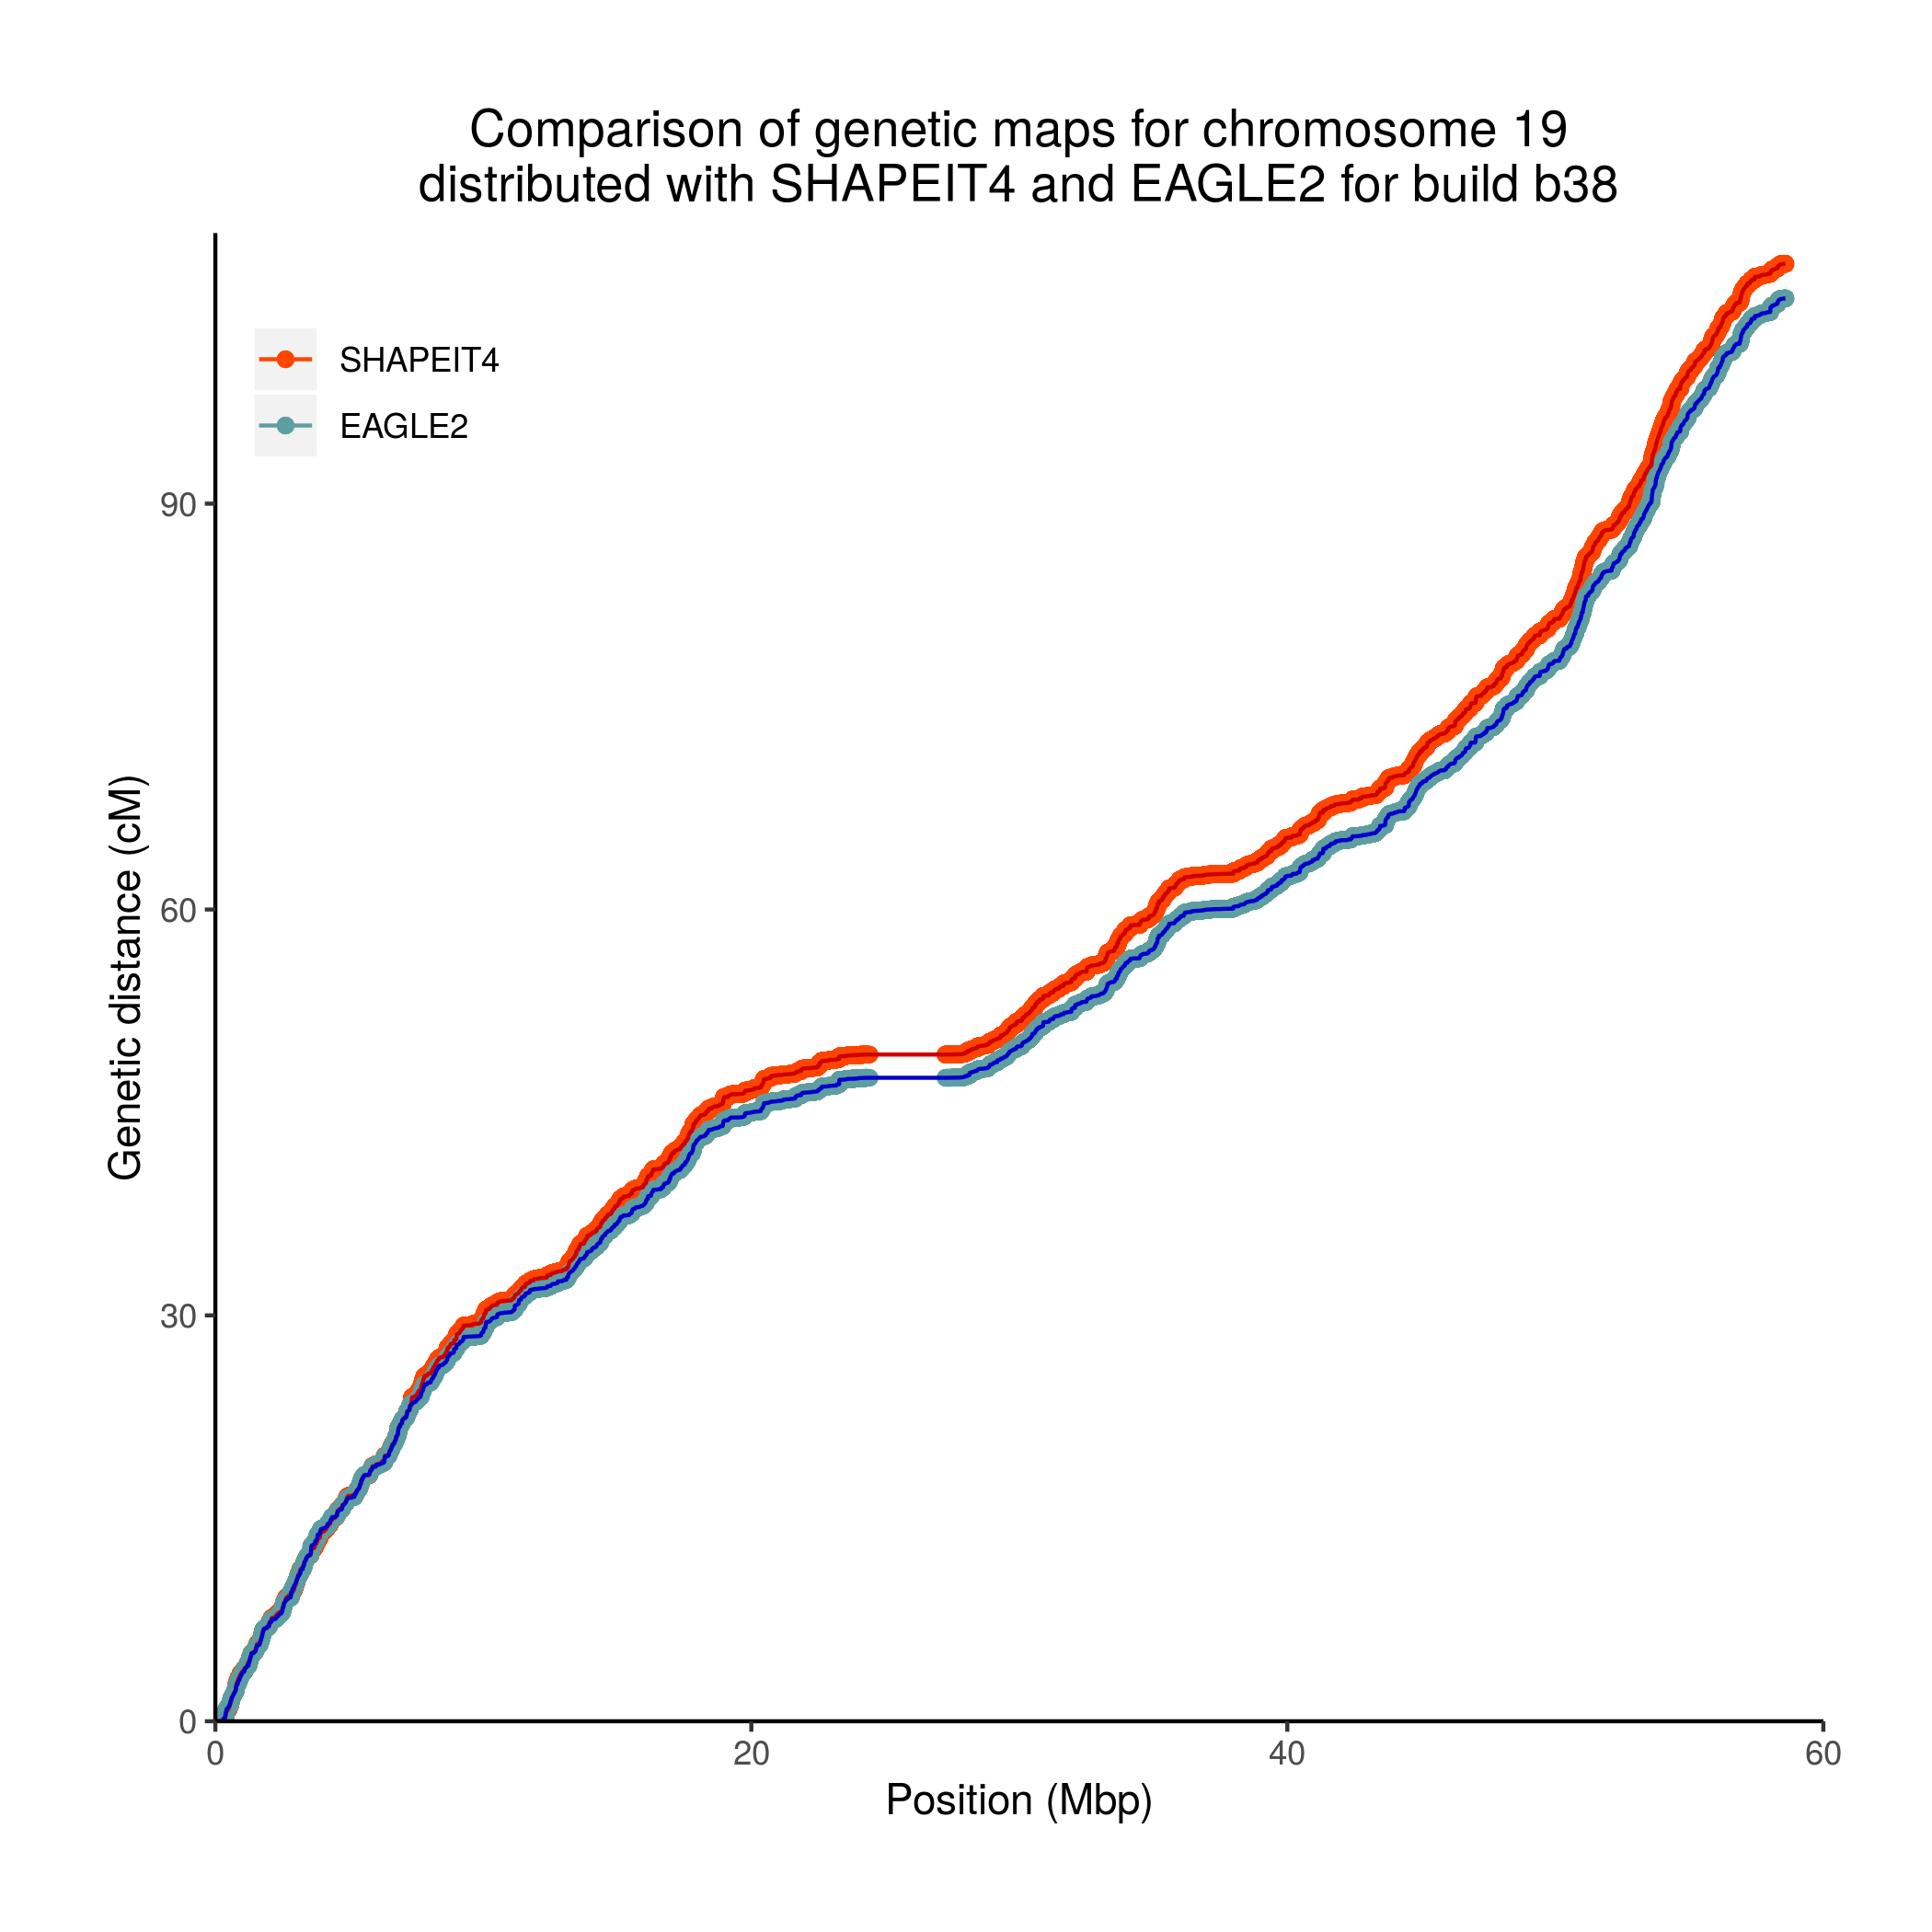 Comparison of genetic maps for chromosome 19
distributed with SHAPEIT4 and EAGLE2 for build b38
SHAPEIT4
EAGLE2
90
60
30
0
Genetic distance (cM)
0 20 40 60
Position (Mbp)